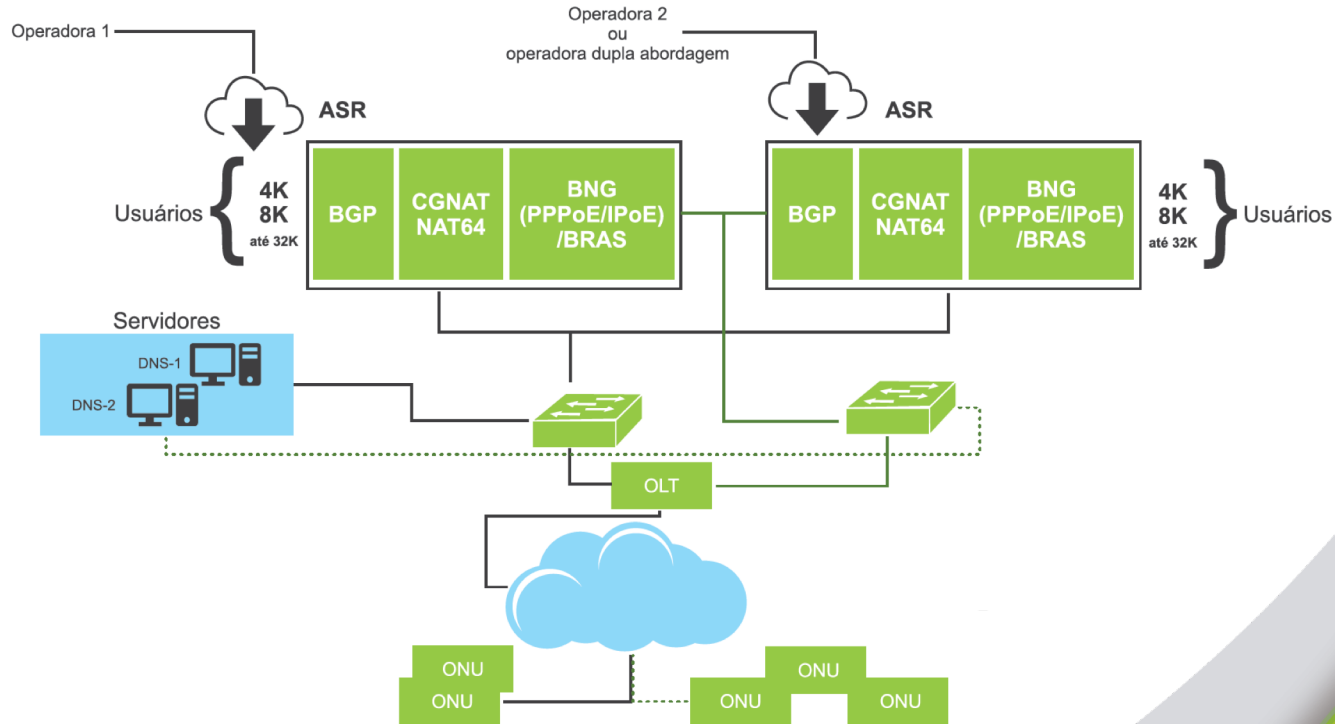 Operadora 1
Operadora 2
ou
operadora dupla abordagem
ASR
ASR
Usuários
4K
8K
até 32K
BGP
CGNAT
NAT64
BNG
(PPPoE/IPoE)
/BRAS
BGP
CGNAT
NAT64
BNG
(PPPoE/IPoE)
/BRAS
4K
8K
até 32K
Usuários
Servidores
DNS-1
DNS-2
OLT
ONU
ONU
ONU
ONU
ONU